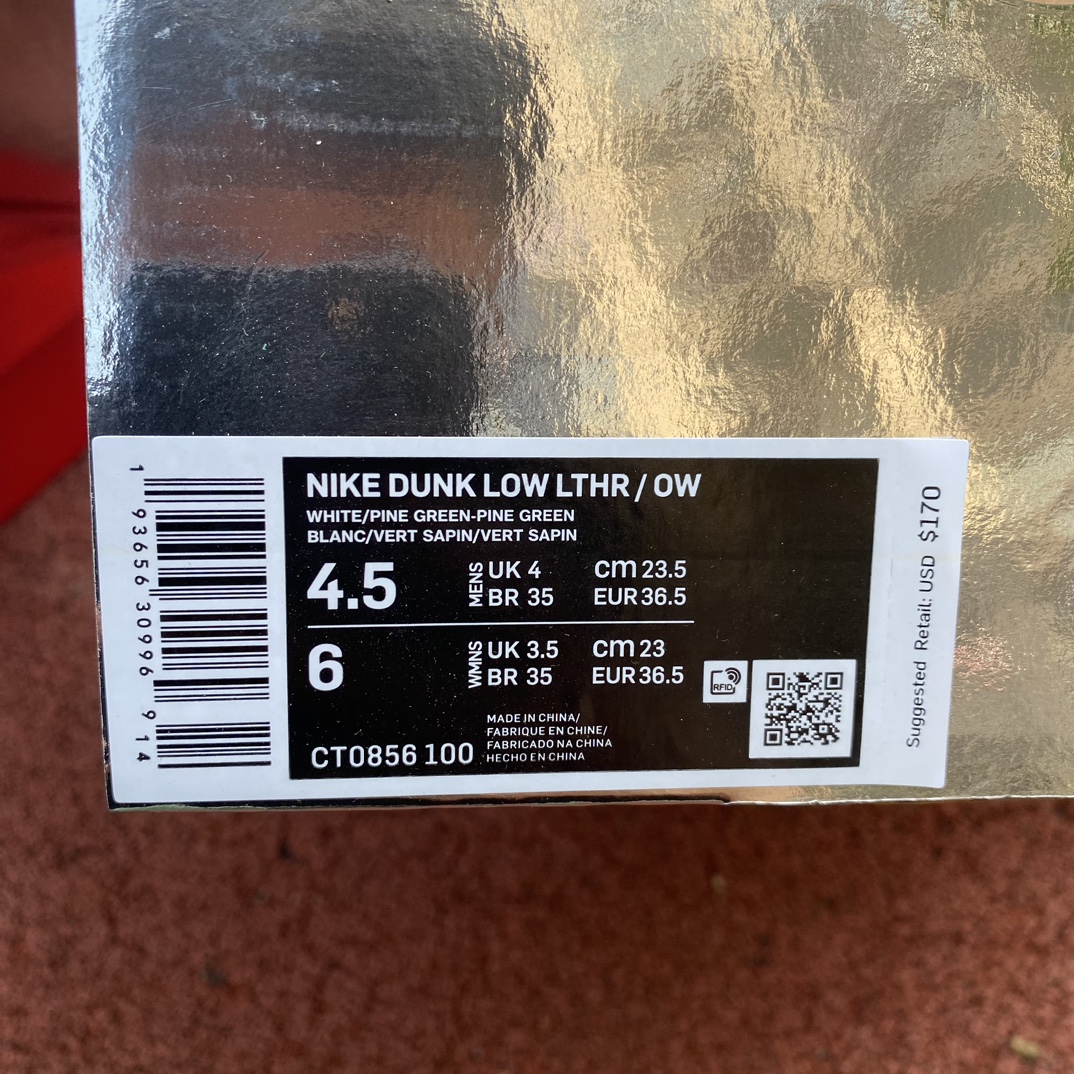 NIKE DUNK LOW LTHR / OW
WHITE/PINE GREEN-PINE GREEN
BLANC/VERT SAPIN/VERT SAPIN
4.5 MENS UK 4 cm 23.5
BR 35 EUR 36.5
6 WMNS UK 3.5 cm 23
BR 35 EUR 36.5
RFID
CT0856 100
MADE IN CHINA/
FABRIQUE EN CHINE/
FABRICADO NA CHINA
HECHO EN CHINA
1 93656 30996 9 14
Suggested Retail: USD $170